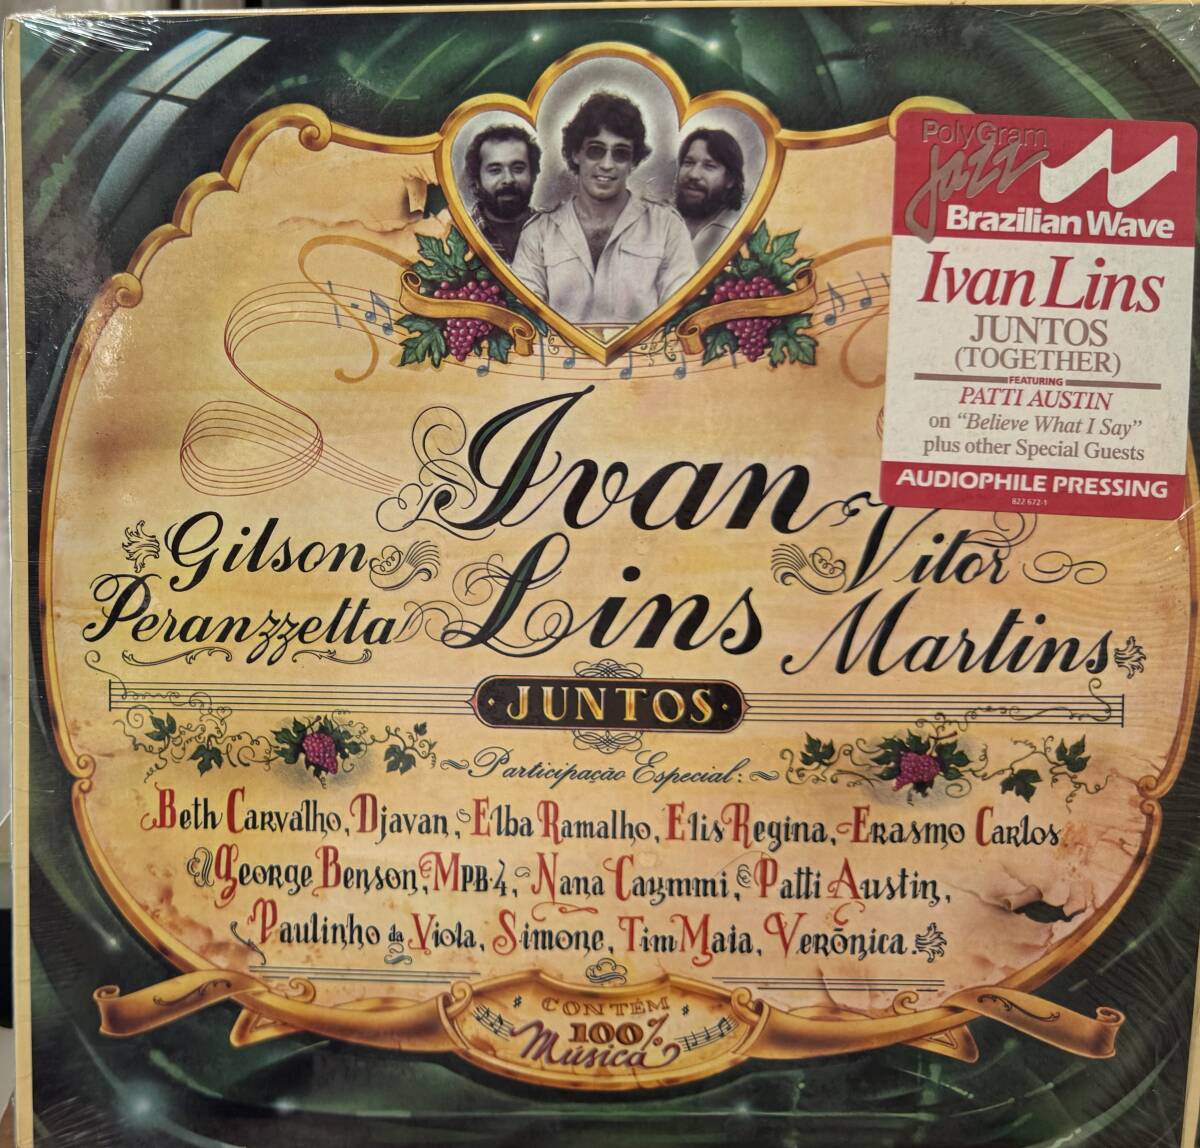 PolyGram
Jazz
Brazilian Wave
Ivan Lins
JUNTOS
(TOGETHER)
FEATURING
PATTI AUSTIN
on "Believe What I Say"
plus other Special Guests
AUDIOPHILE PRESSING
822 672-1
Ivan
Lins
Gilson
Peranzzetta
Vitor
Martins
JUNTOS
Participação Especial:
Beth Carvalho, Djavan, Elba Ramalho, Elis Regina, Erasmo Carlos
George Benson, MPB-4, Nana Caymmi, Patti Austin,
Paulinho da Viola, Simone, Tim Maia, Verônica.
CONTÉM
100%
Música